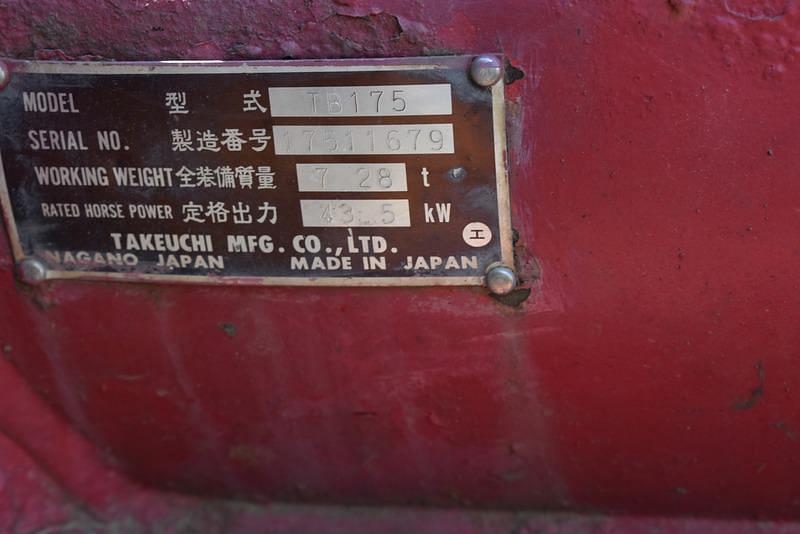 MODEL 型 式 TB175
SERIAL NO. 製造番号 17511679
WORKING WEIGHT 全装備質量 7 28 t
RATED HORSE POWER 定格出力 43.5 kW
TAKEUCHI MFG. CO., LTD. 工
NAGANO JAPAN MADE IN JAPAN